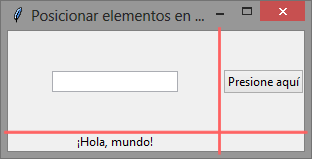 Posicionar elementos en ...
Presione aquí
¡Hola, mundo!